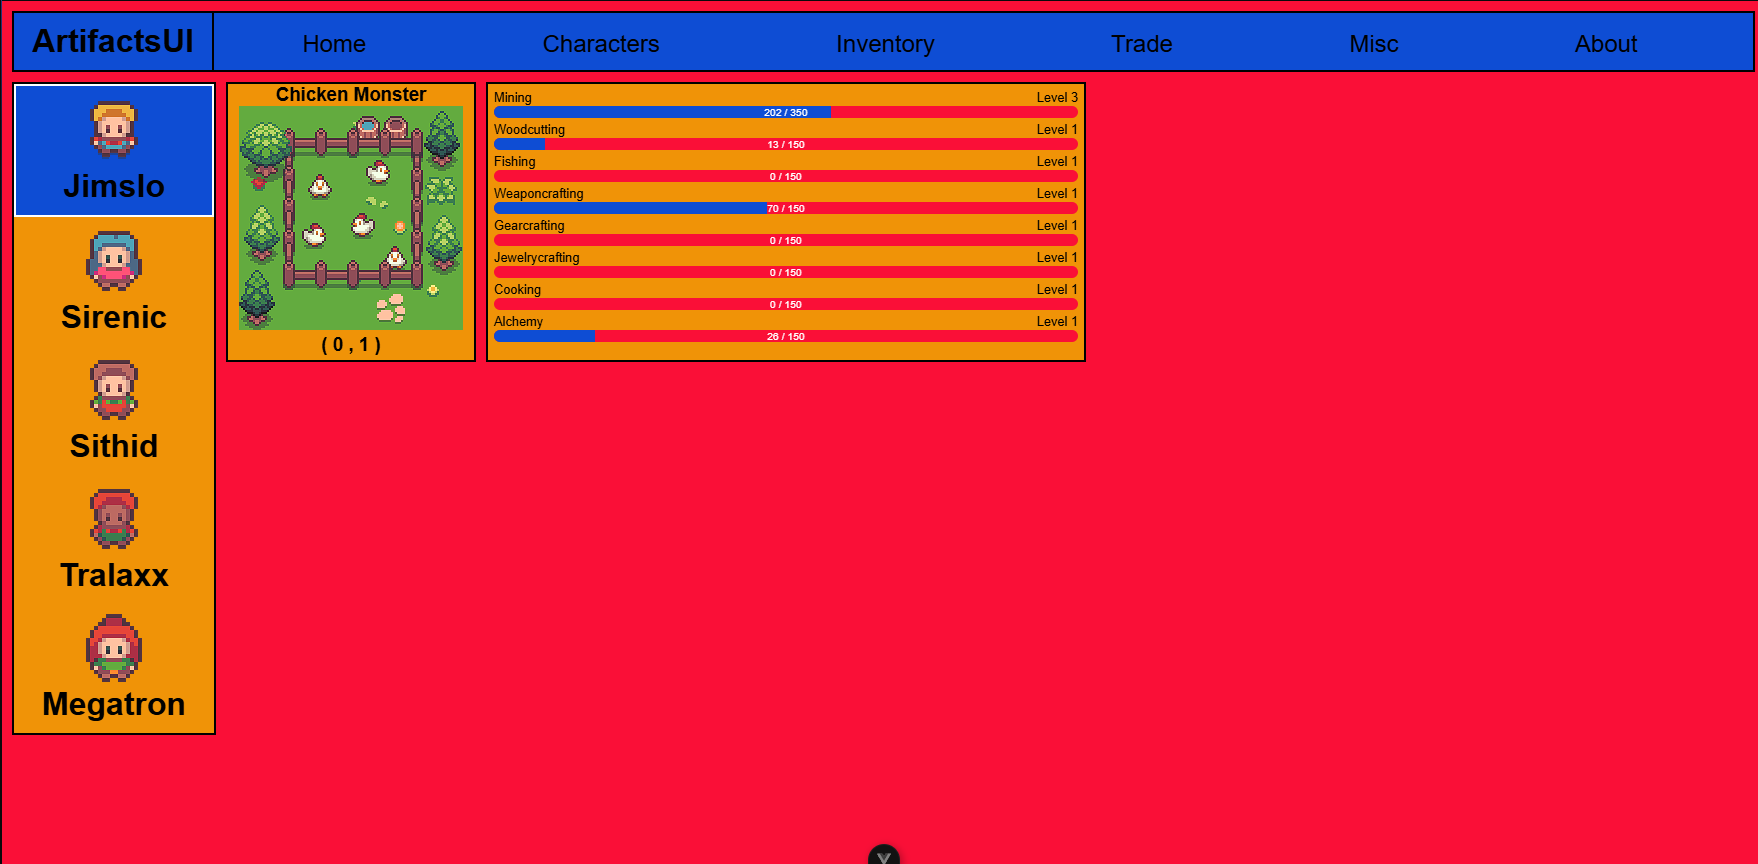 ArtifactsUI
Home
Characters
Inventory
Trade
Misc
About
Jimslo
Sirenic
Sithid
Tralaxx
Megatron
Chicken Monster
( 0 , 1 )
Mining Level 3
202 / 350
Woodcutting Level 1
13 / 150
Fishing Level 1
0 / 150
Weaponcrafting Level 1
70 / 150
Gearcrafting Level 1
0 / 150
Jewelrycrafting Level 1
0 / 150
Cooking Level 1
0 / 150
Alchemy Level 1
26 / 150